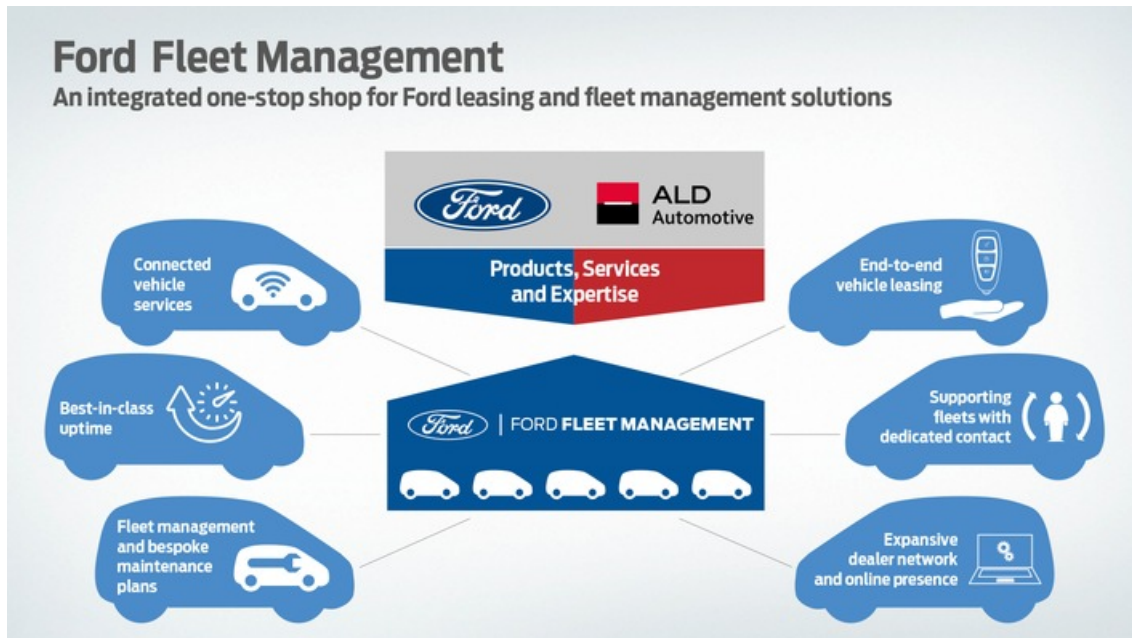 Ford Fleet Management
An integrated one-stop shop for Ford leasing and fleet management solutions
Ford
ALD
Automotive
Products, Services
and Expertise
Connected
vehicle
services
End-to-end
vehicle leasing
Best-in-class
uptime
Ford | FORD FLEET MANAGEMENT
Supporting
fleets with
dedicated contact
Fleet management
and bespoke
maintenance
plans
Expansive
dealer network
and online presence